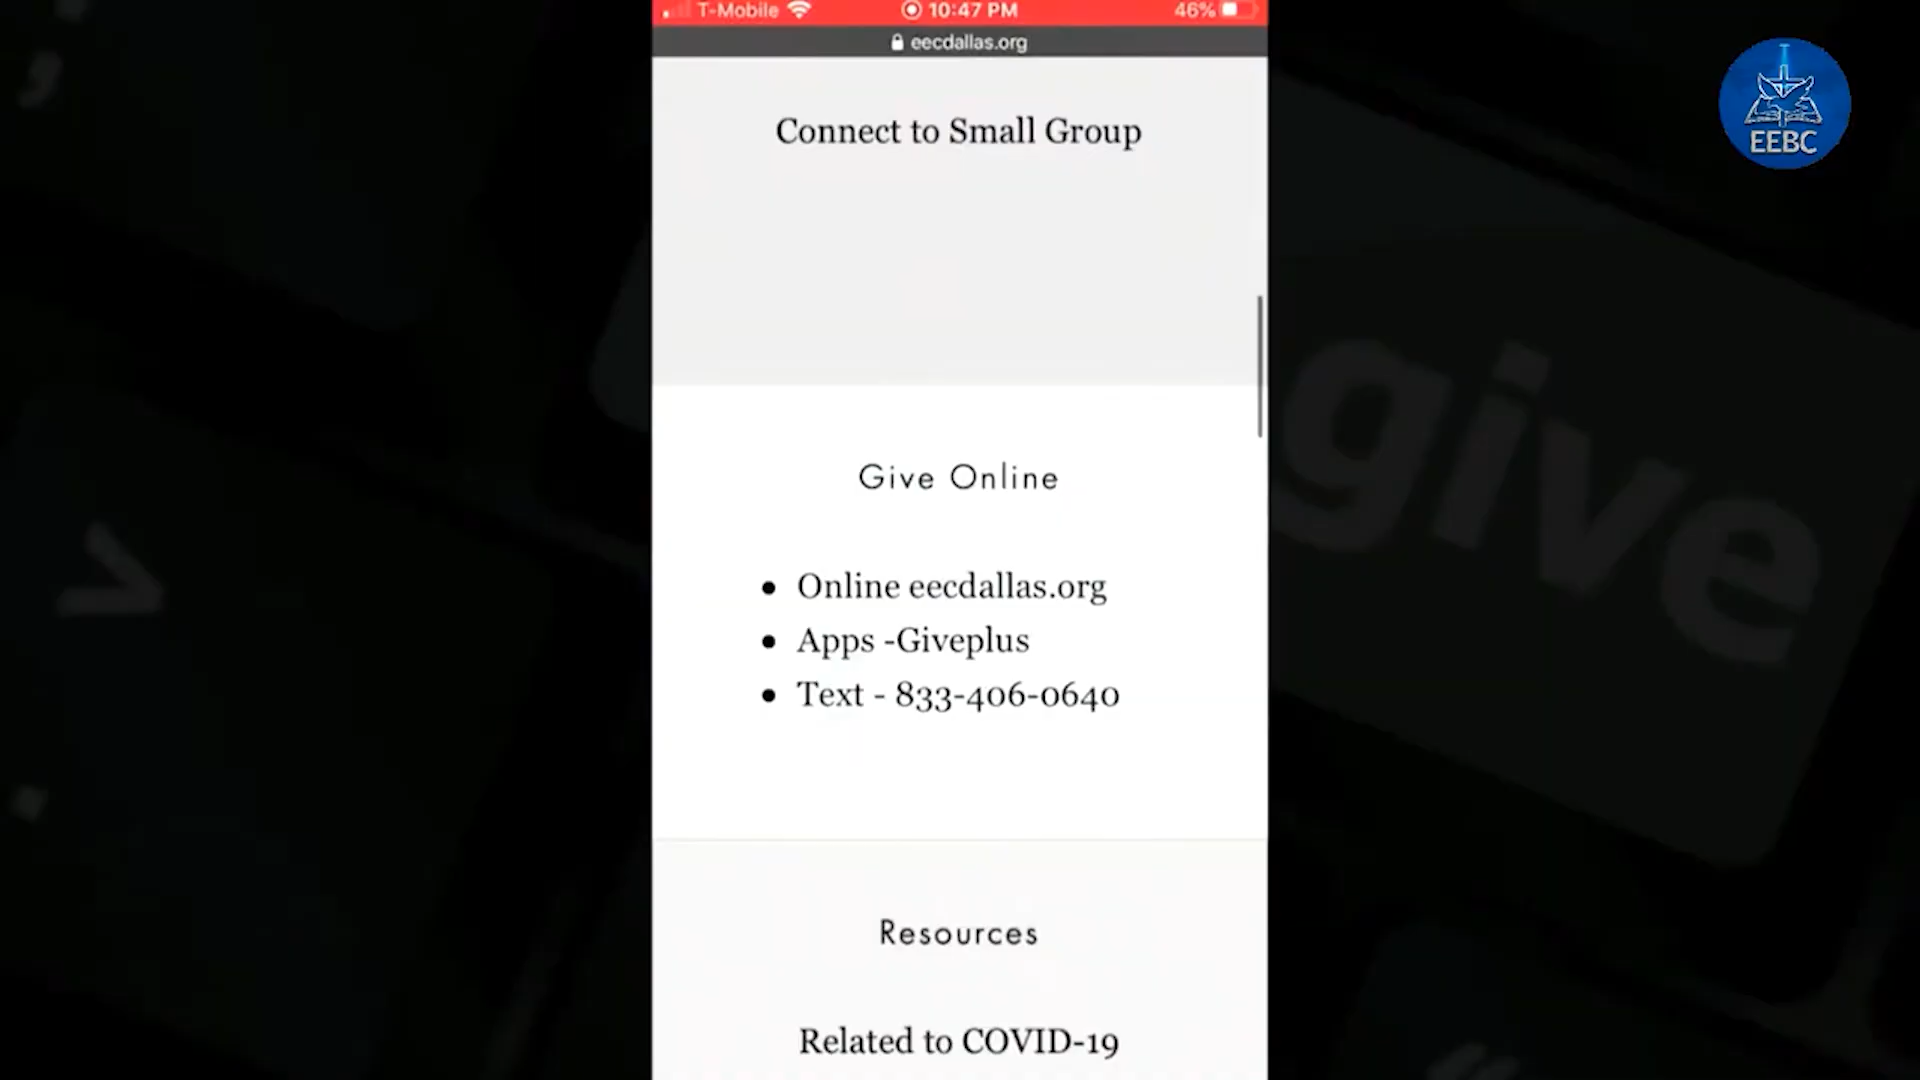 T-Mobile 10:47 PM 46%
eecdallas.org
EEBC
Connect to Small Group
give
Give Online
• Online eecdallas.org
• Apps -Giveplus
• Text - 833-406-0640
Resources
Related to COVID-19